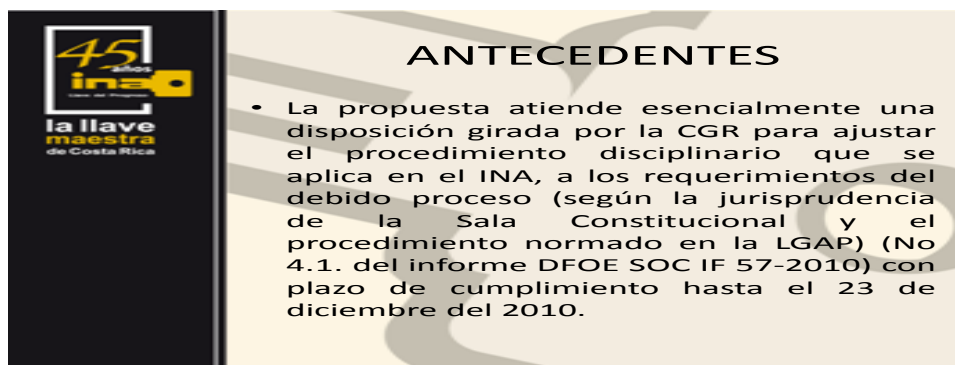 45
años
ina
la llave
maestra
de Costa Rica
ANTECEDENTES
• La propuesta atiende esencialmente una
disposición girada por la CGR para ajustar
el procedimiento disciplinario que se
aplica en el INA, a los requerimientos del
debido proceso (según la jurisprudencia
de la Sala Constitucional y el
procedimiento normado en la LGAP) (No
4.1. del informe DFOE SOC IF 57-2010) con
plazo de cumplimiento hasta el 23 de
diciembre del 2010.